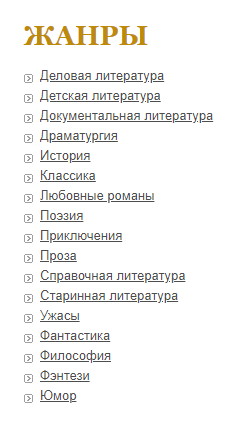 ЖАНРЫ
Деловая литература
Детская литература
Документальная литература
Драматургия
История
Классика
Любовные романы
Поэзия
Приключения
Проза
Справочная литература
Старинная литература
Ужасы
Фантастика
Философия
Фэнтези
Юмор